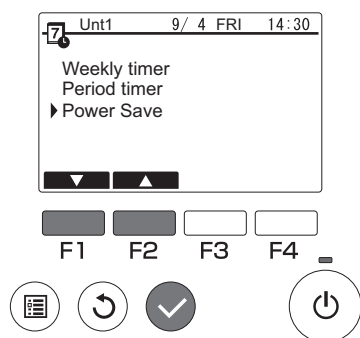 7 Unt1 9/ 4 FRI 14:30
Weekly timer
Period timer
Power Save
F1 F2 F3 F4